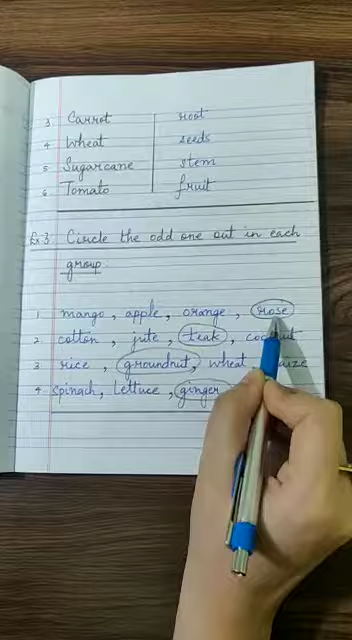 3. Carrot root
4 Wheat seeds
5 Sugarcane stem
6 Tomato fruit
Ex 3 Circle the odd one out in each
group.
1 mango, apple, orange, rose
2. cotton, jute, teak, coconut
3 rice, groundnut, wheat
4. Spinach, Lettuce, ginger